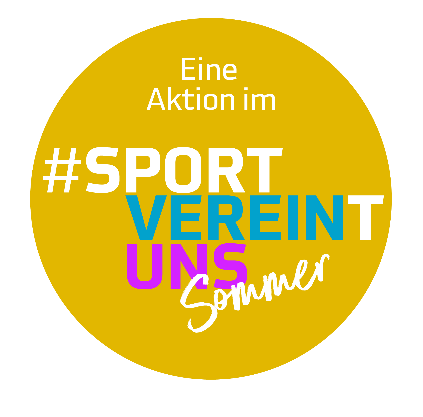 Eine
Aktion im
#SPORT
VEREINT
UNS
Sommer